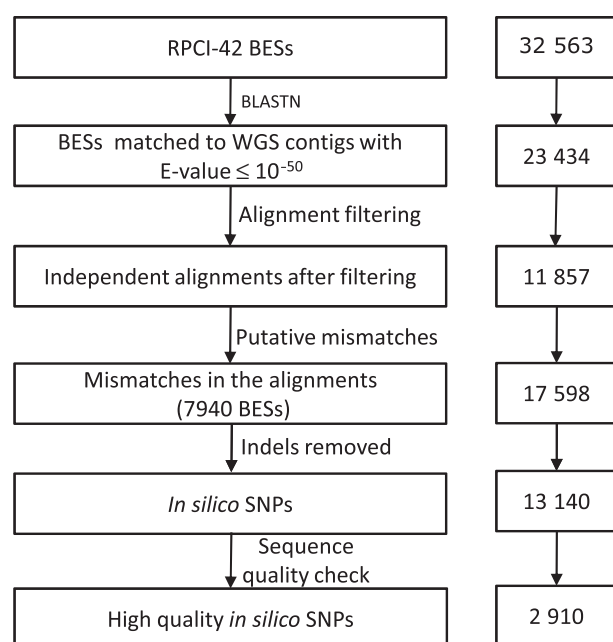 RPCI-42 BESs
32 563
BLASTN
BESs matched to WGS contigs with
E-value ≤ 10⁻⁵⁰
23 434
Alignment filtering
Independent alignments after filtering
11 857
Putative mismatches
Mismatches in the alignments
(7940 BESs)
17 598
Indels removed
In silico SNPs
13 140
Sequence
quality check
High quality in silico SNPs
2 910